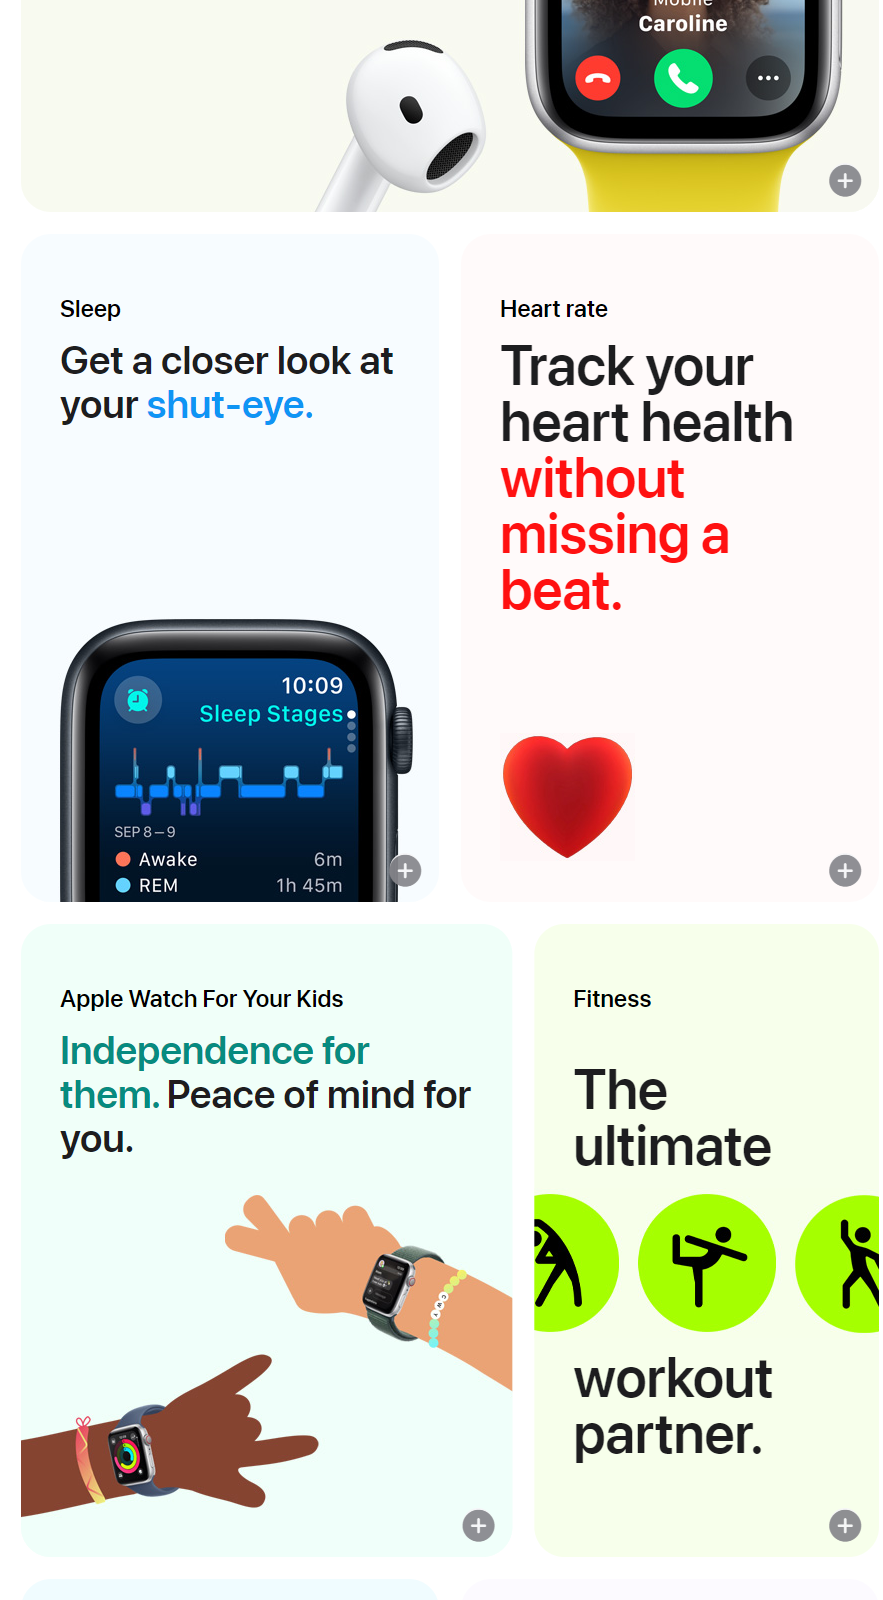 Mobile
Caroline
Sleep
Get a closer look at
your shut-eye.
10:09
Sleep Stages
SEP 8–9
Awake 6m
REM 1h 45m
Heart rate
Track your
heart health
without
missing a
beat.
Apple Watch For Your Kids
Independence for
them. Peace of mind for
you.
Fitness
The
ultimate
workout
partner.